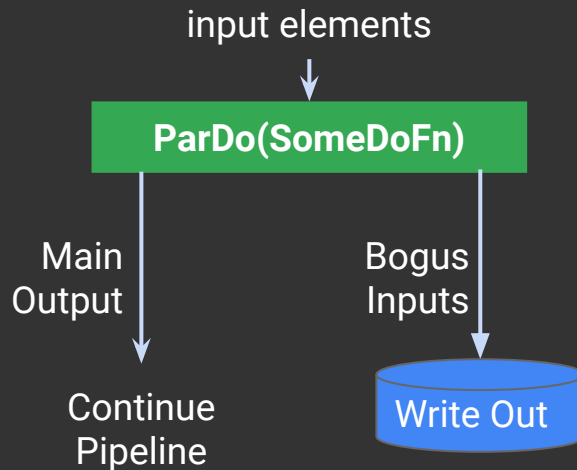 input elements
ParDo(SomeDoFn)
Main
Output
Bogus
Inputs
Continue
Pipeline
Write Out